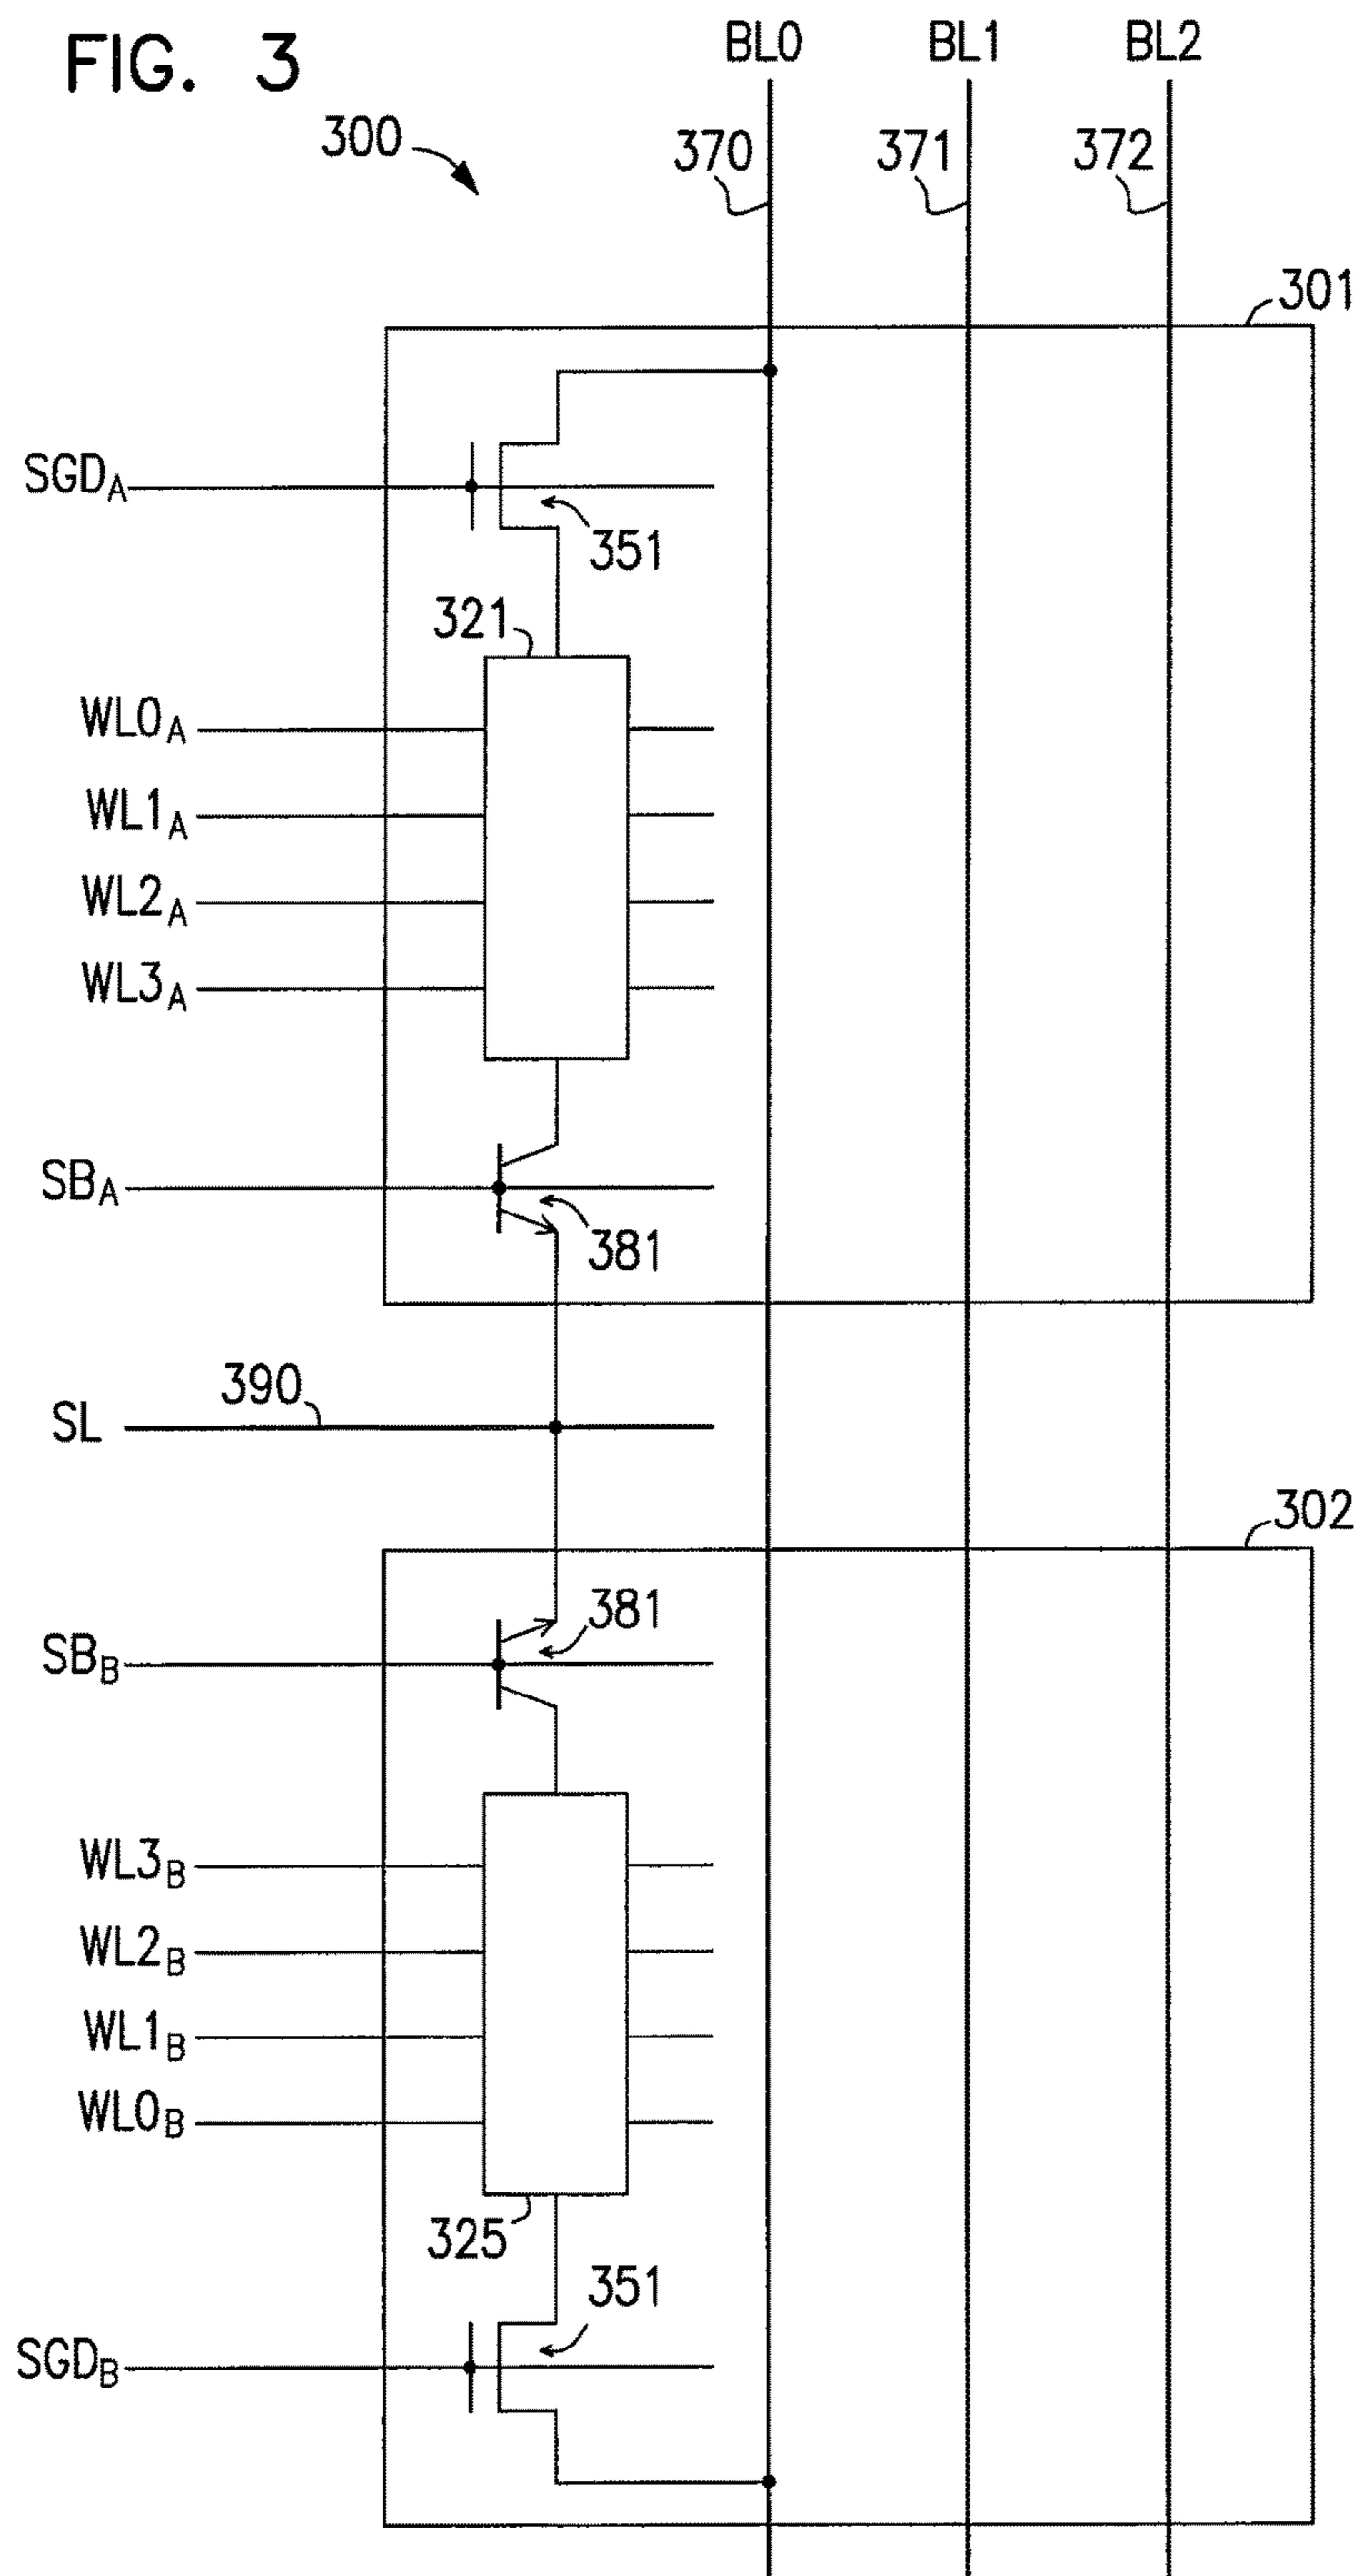 FIG. 3
BL0 BL1 BL2
300
370 371 372
301
SGDA
351
321
WL0A
WL1A
WL2A
WL3A
SBA
381
390
SL
302
381
SBB
WL3B
WL2B
WL1B
WL0B
325
351
SGDB